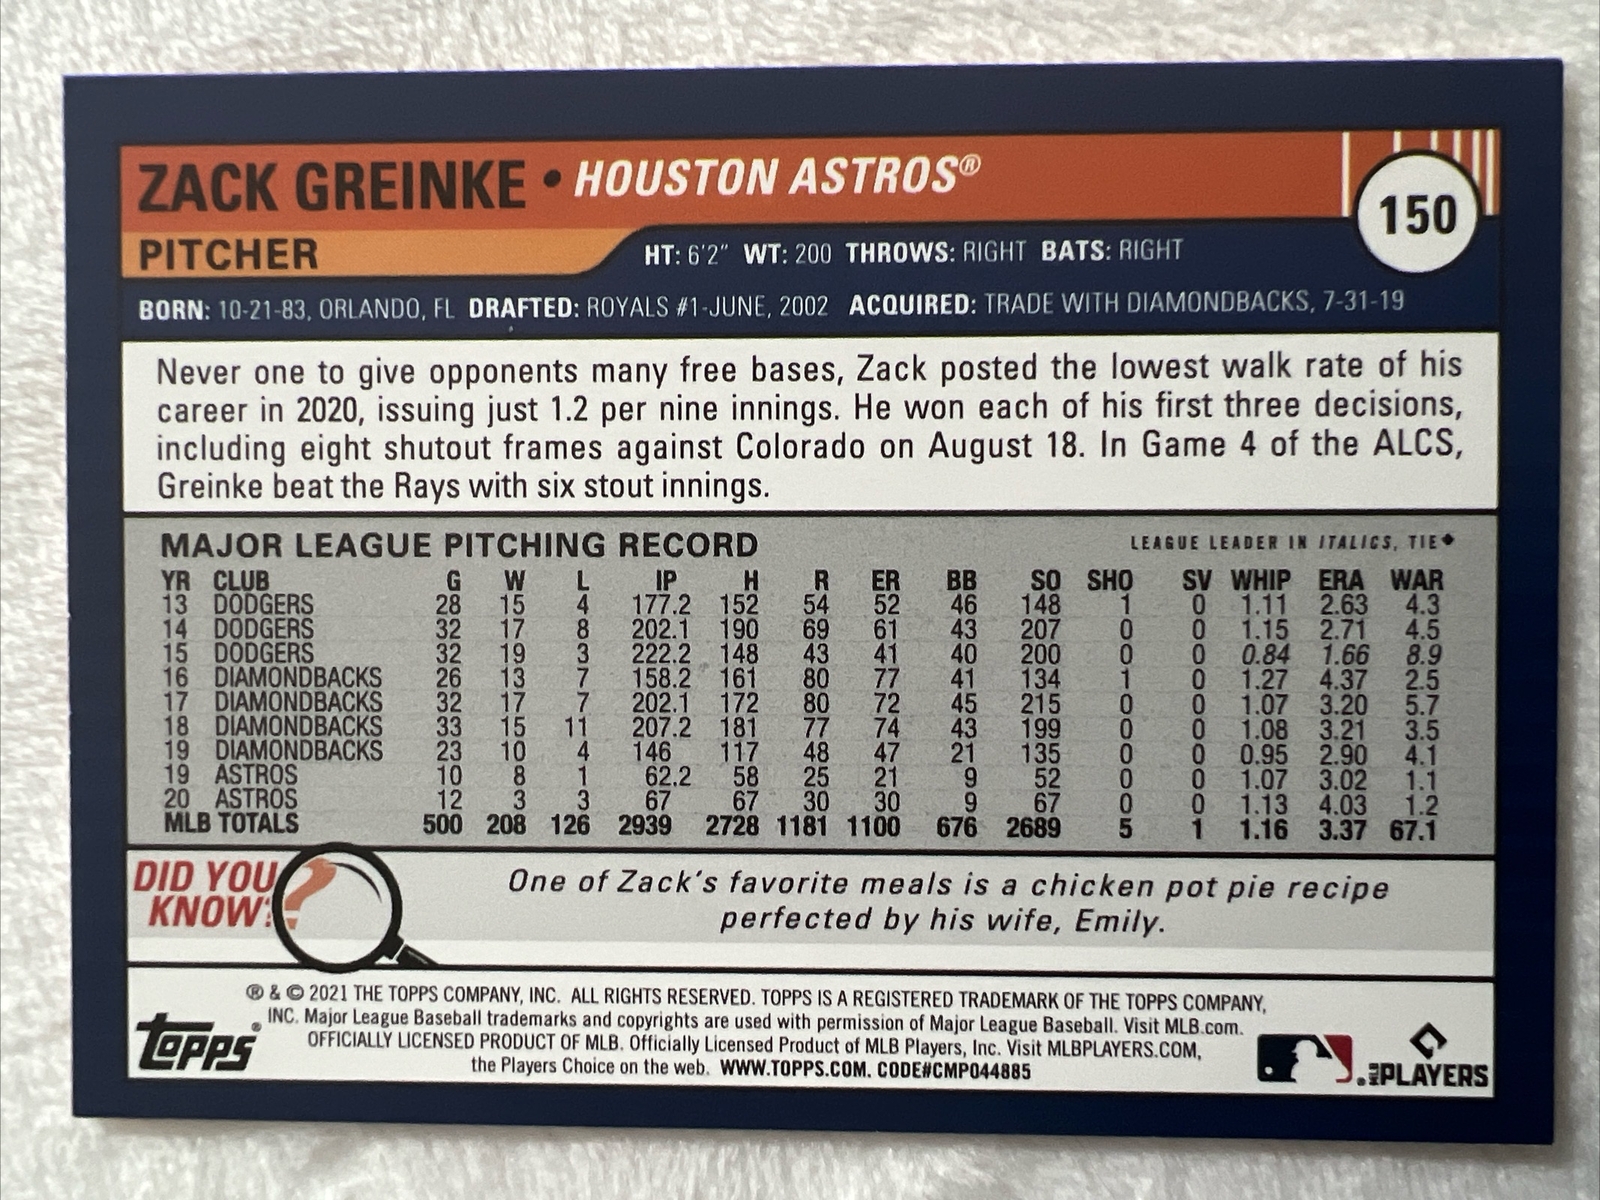 ZACK GREINKE • HOUSTON ASTROS®
150
PITCHER
HT: 6'2" WT: 200 THROWS: RIGHT BATS: RIGHT
BORN: 10-21-83, ORLANDO, FL DRAFTED: ROYALS #1-JUNE, 2002 ACQUIRED: TRADE WITH DIAMONDBACKS, 7-31-19
Never one to give opponents many free bases, Zack posted the lowest walk rate of his
career in 2020, issuing just 1.2 per nine innings. He won each of his first three decisions,
including eight shutout frames against Colorado on August 18. In Game 4 of the ALCS,
Greinke beat the Rays with six stout innings.
MAJOR LEAGUE PITCHING RECORD LEAGUE LEADER IN ITALICS, TIE◆
YR CLUB G W L IP H R ER BB SO SHO SV WHIP ERA WAR
13 DODGERS 28 15 4 177.2 152 54 52 46 148 1 0 1.11 2.63 4.3
14 DODGERS 32 17 8 202.1 190 69 61 43 207 0 0 1.15 2.71 4.5
15 DODGERS 32 19 3 222.2 148 43 41 40 200 0 0 0.84 1.66 8.9
16 DIAMONDBACKS 26 13 7 158.2 161 80 77 41 134 1 0 1.27 4.37 2.5
17 DIAMONDBACKS 32 17 7 202.1 172 80 72 45 215 0 0 1.07 3.20 5.7
18 DIAMONDBACKS 33 15 11 207.2 181 77 74 43 199 0 0 1.08 3.21 3.5
19 DIAMONDBACKS 23 10 4 146 117 48 47 21 135 0 0 0.95 2.90 4.1
19 ASTROS 10 8 1 62.2 58 25 21 9 52 0 0 1.07 3.02 1.1
20 ASTROS 12 3 3 67 67 30 30 9 67 0 0 1.13 4.03 1.2
MLB TOTALS 500 208 126 2939 2728 1181 1100 676 2689 5 1 1.16 3.37 67.1
DID YOU
KNOW?
One of Zack's favorite meals is a chicken pot pie recipe
perfected by his wife, Emily.
® & © 2021 THE TOPPS COMPANY, INC. ALL RIGHTS RESERVED. TOPPS IS A REGISTERED TRADEMARK OF THE TOPPS COMPANY,
INC. Major League Baseball trademarks and copyrights are used with permission of Major League Baseball. Visit MLB.com.
OFFICIALLY LICENSED PRODUCT OF MLB. Officially Licensed Product of MLB Players, Inc. Visit MLBPLAYERS.COM,
the Players Choice on the web. WWW.TOPPS.COM. CODE#CMP044885
Topps®
MLB PLAYERS